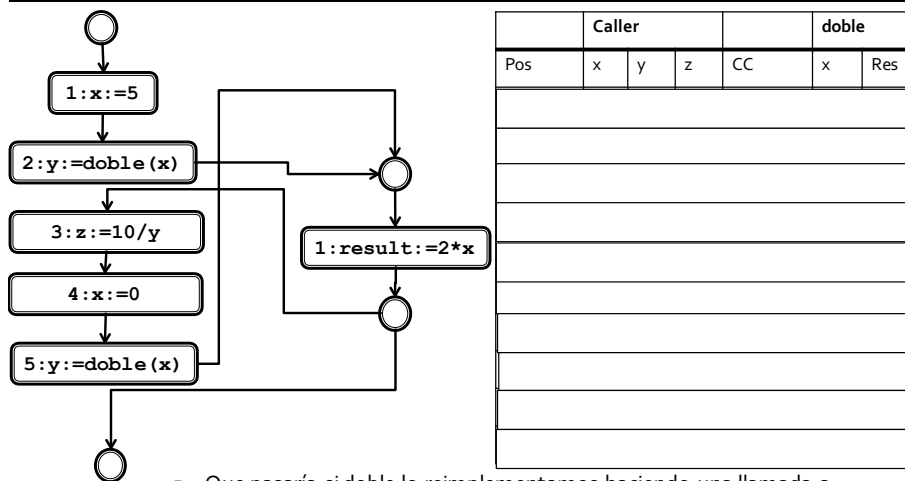 1:x:=5
2:y:=doble(x)
3:z:=10/y
4:x:=0
5:y:=doble(x)
1:result:=2*x
Caller doble
Pos x y z CC x Res